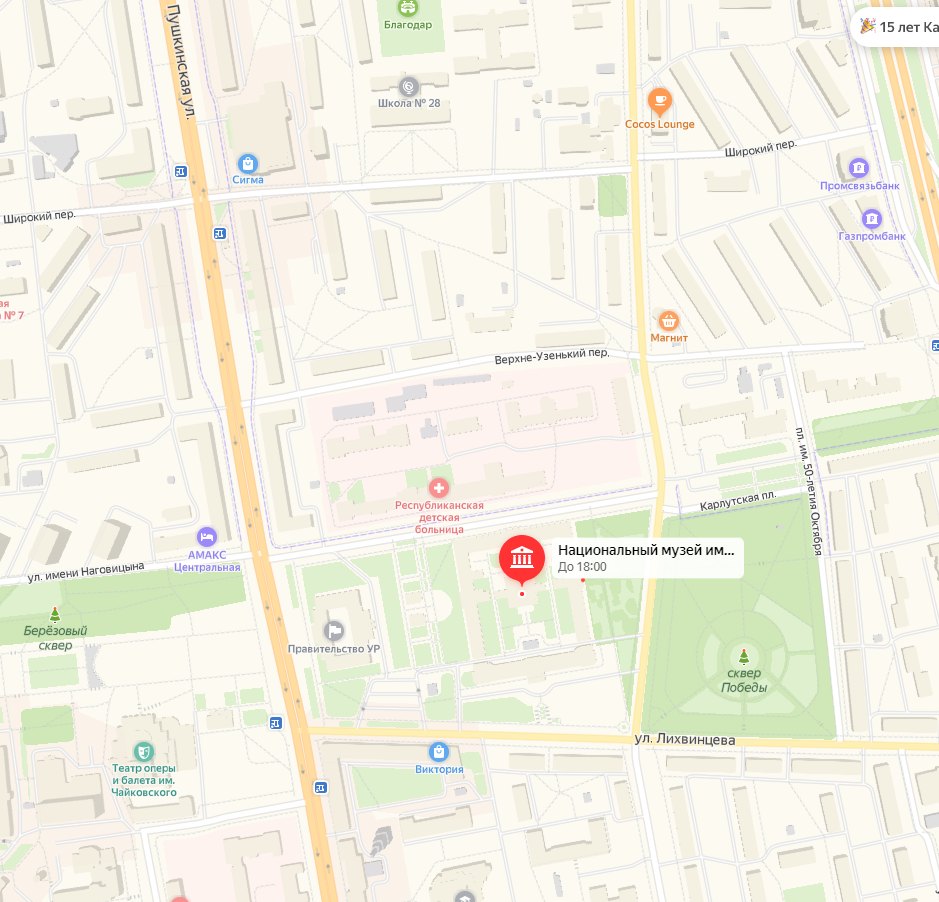 Пушкинская ул.
Благодар
15 лет Ка
Школа № 28
Cocos Lounge
Широкий пер.
Сигма
Промсвязьбанк
Широкий пер.
Газпромбанк
ая
№ 7
Магнит
Верхне-Узенький пер.
пл. им. 50-летия Октября
Республиканская
детская
больница
Карлутская пл.
АМАКС
Центральная
ул. имени Наговицына
Национальный музей им...
До 18:00
Берёзовый
сквер
Правительство УР
сквер
Победы
ул. Лихвинцева
Театр оперы
и балета им.
Чайковского
Виктория